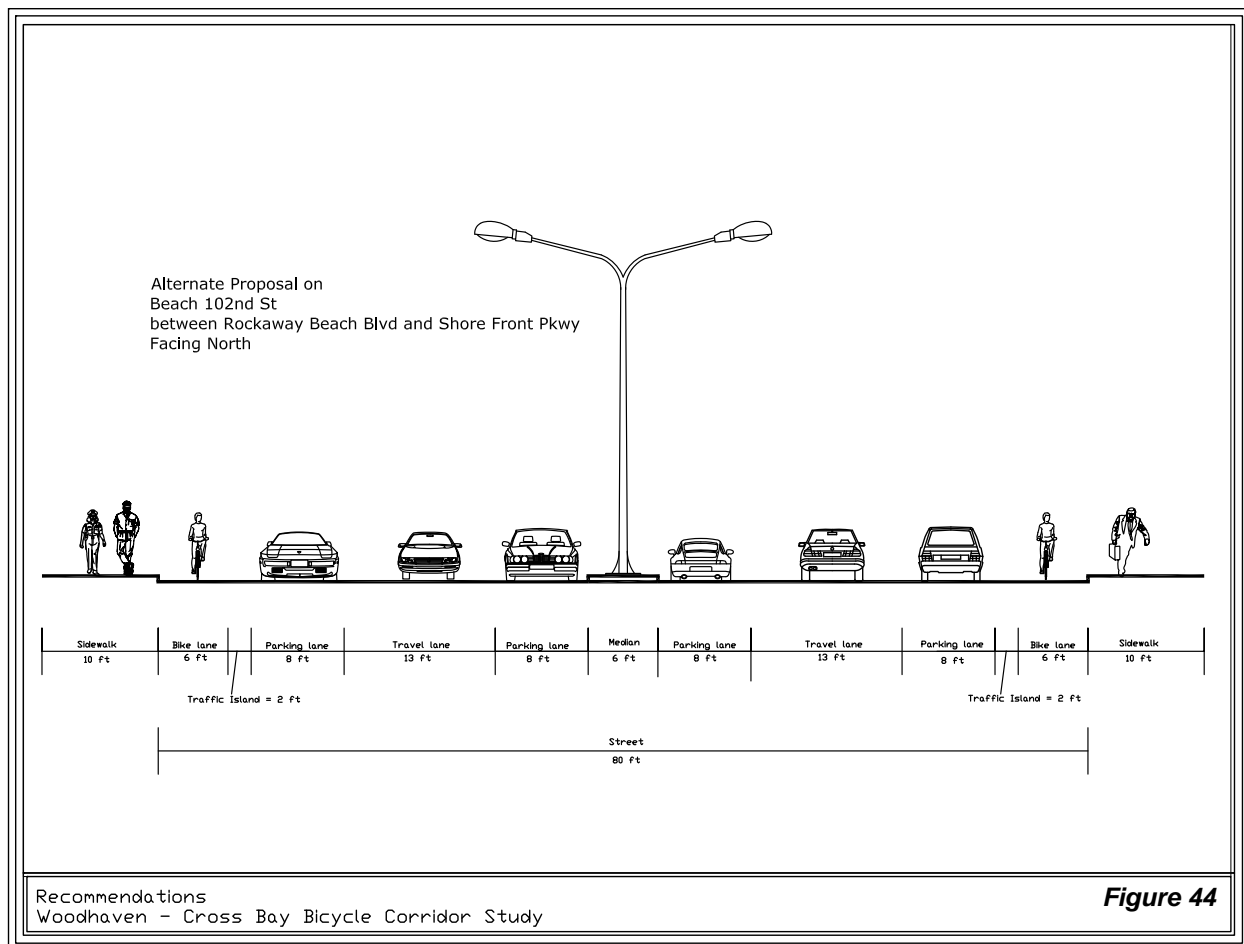 Alternate Proposal on
Beach 102nd St
between Rockaway Beach Blvd and Shore Front Pkwy
Facing North
Sidewalk Bike lane Parking lane Travel lane Parking lane Median Parking lane Travel lane Parking lane Bike lane Sidewalk
10 ft 6 ft 8 ft 13 ft 8 ft 6 ft 8 ft 13 ft 8 ft 6 ft 10 ft
Traffic Island = 2 ft Traffic Island = 2 ft
Street
80 ft
Recommendations
Woodhaven - Cross Bay Bicycle Corridor Study
Figure 44